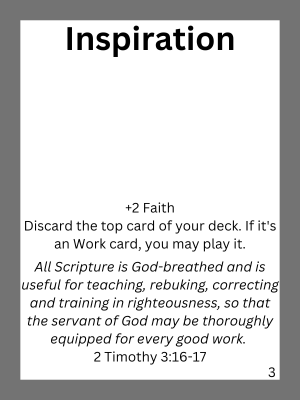 Inspiration
+2 Faith
Discard the top card of your deck. If it's
an Work card, you may play it.
All Scripture is God-breathed and is
useful for teaching, rebuking, correcting
and training in righteousness, so that
the servant of God may be thoroughly
equipped for every good work.
2 Timothy 3:16-17
3